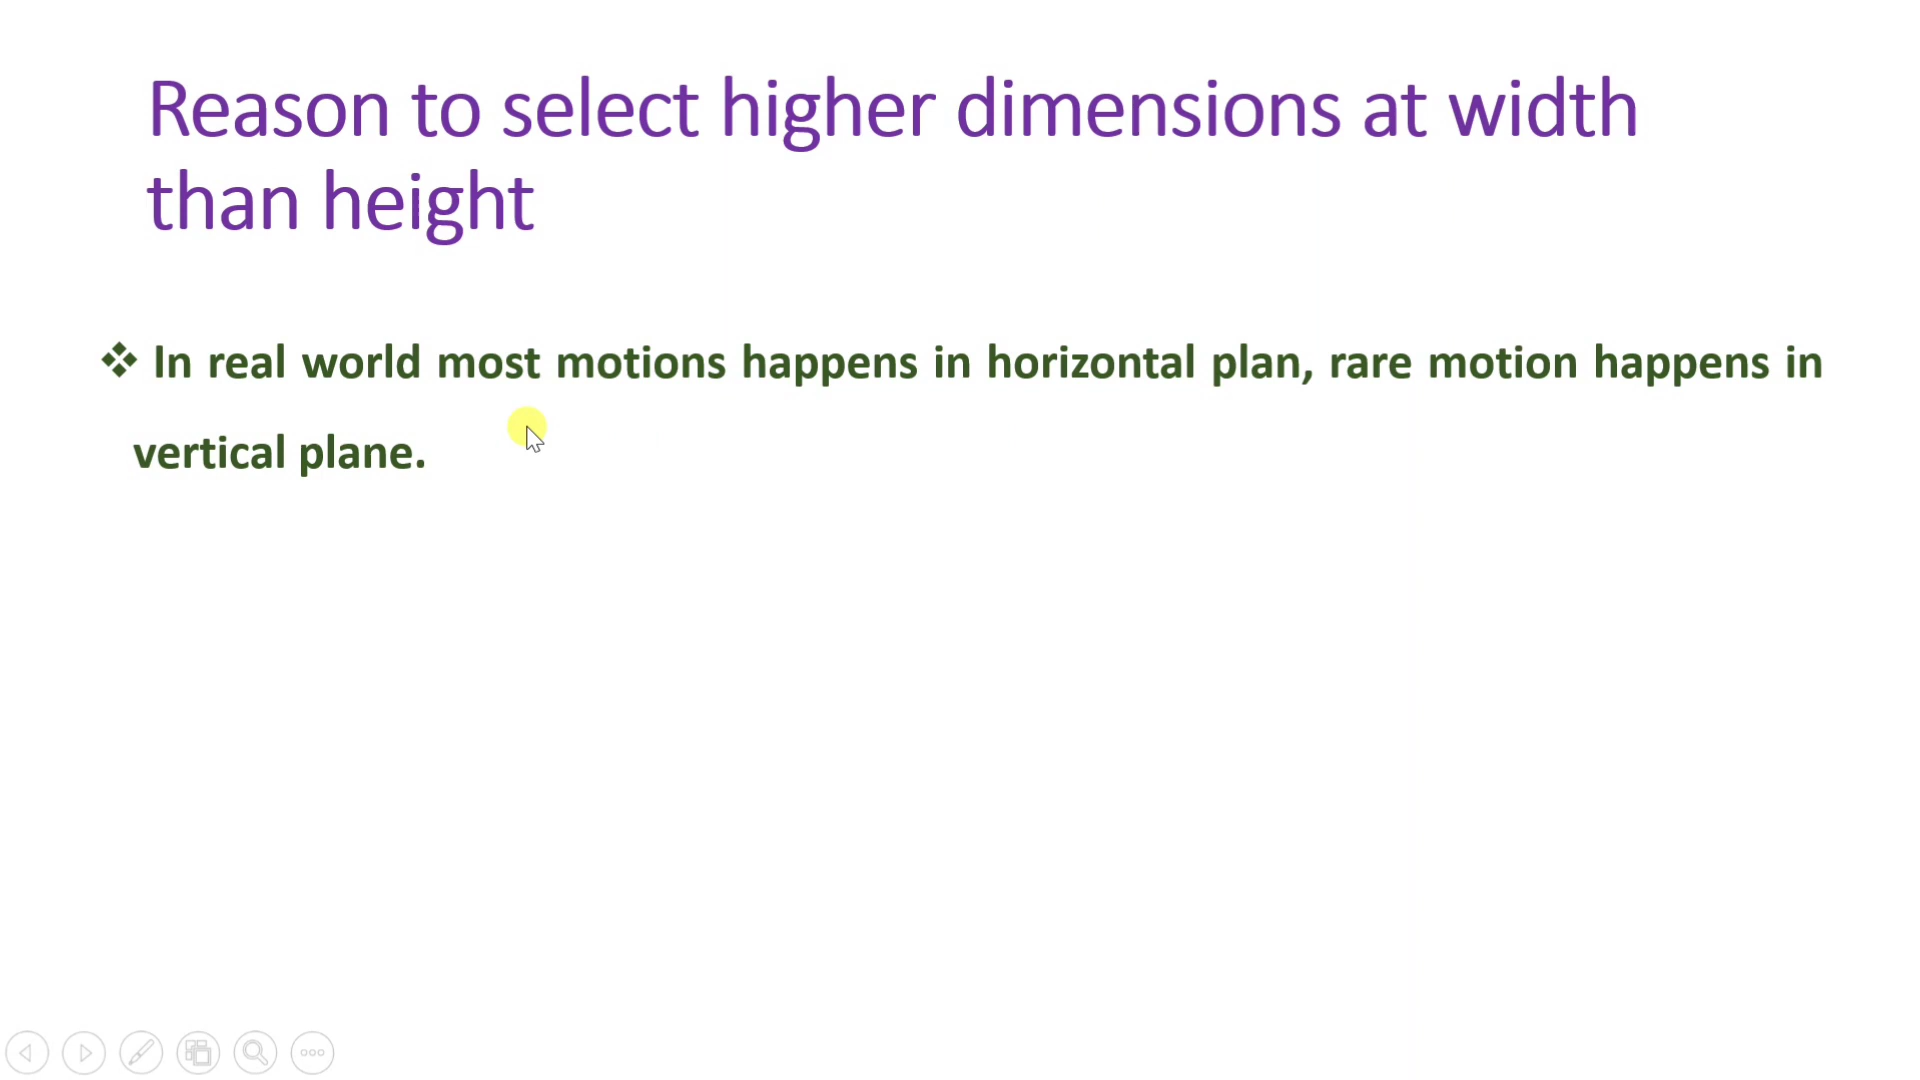 Reason to select higher dimensions at width
than height
❖ In real world most motions happens in horizontal plan, rare motion happens in
vertical plane.